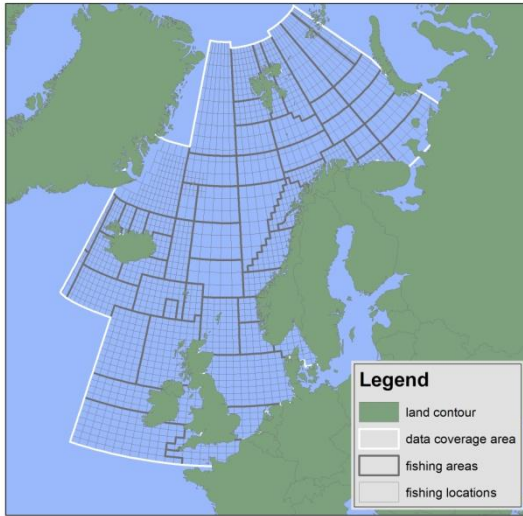 Legend
land contour
data coverage area
fishing areas
fishing locations